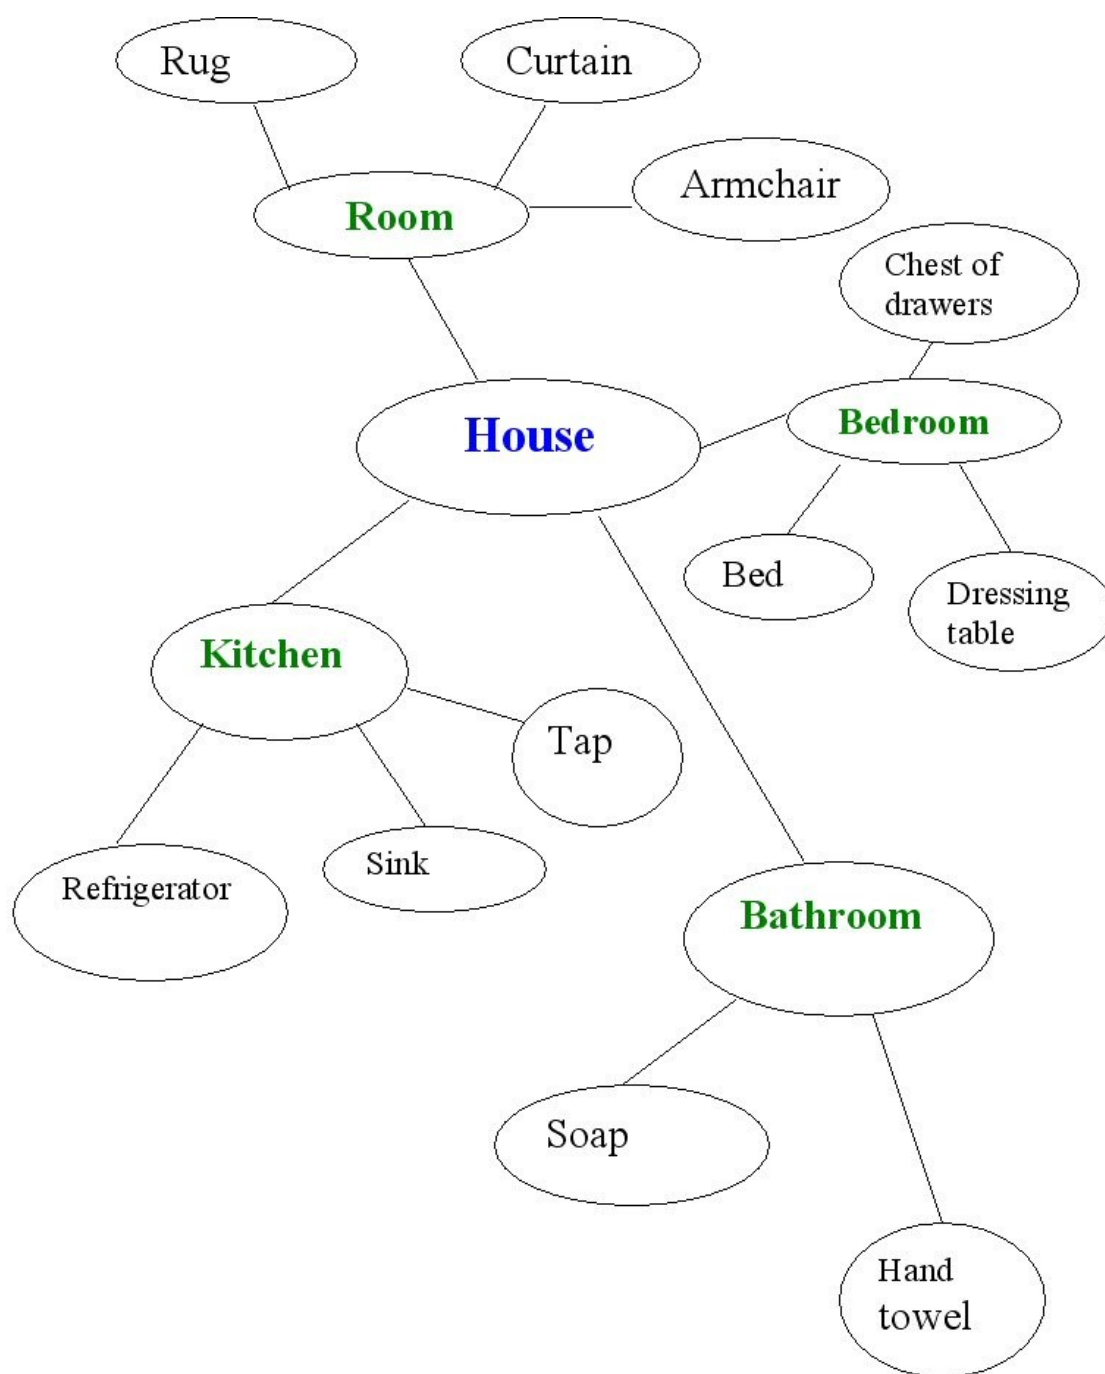 Rug
Curtain
Armchair
Room
Chest of
drawers
House
Bedroom
Bed
Dressing
table
Kitchen
Tap
Refrigerator
Sink
Bathroom
Soap
Hand
towel